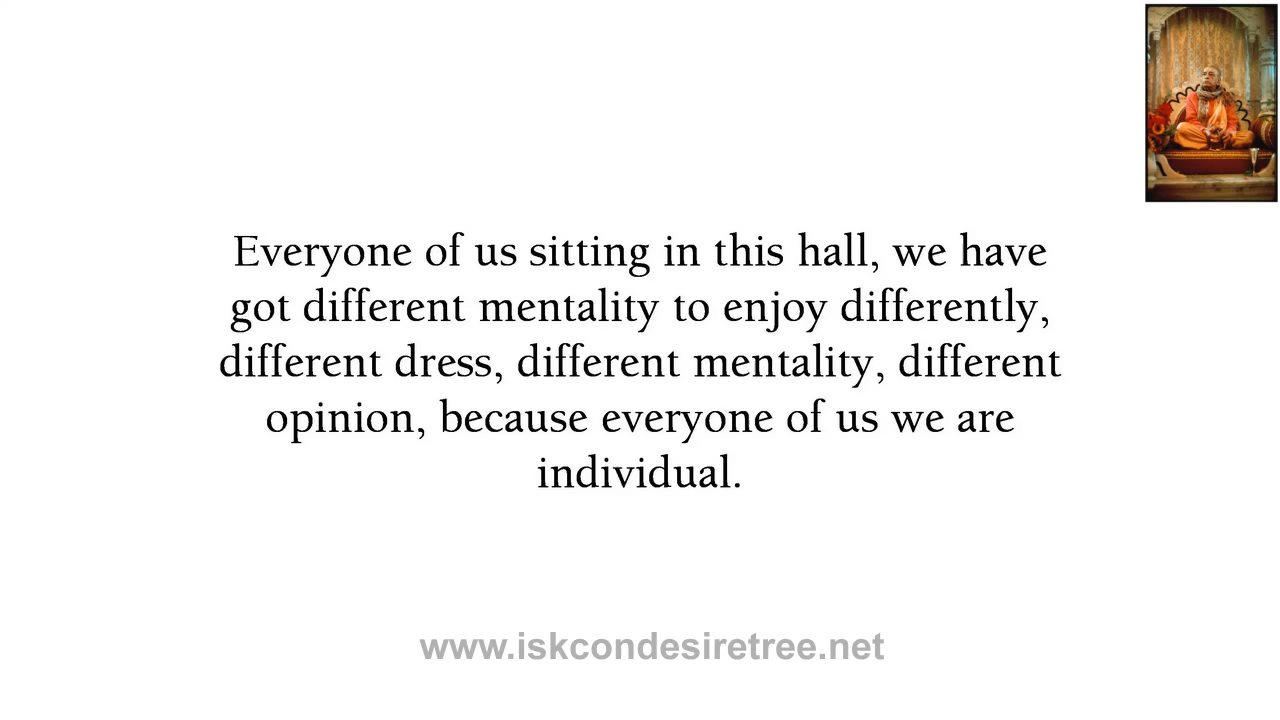 Everyone of us sitting in this hall, we have
got different mentality to enjoy differently,
different dress, different mentality, different
opinion, because everyone of us we are
individual.
www.iskcondesiretree.net